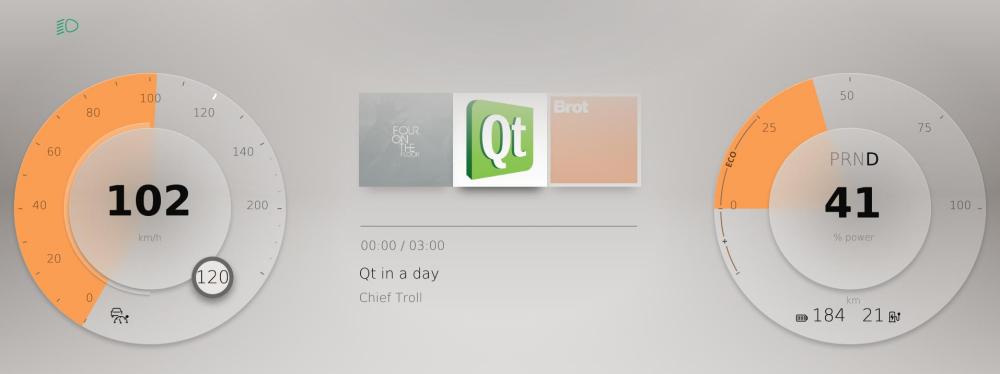 100
80
120
60
140
40
200
20
0
102
km/h
120
FOUR
ON
THE
FLOOR
Qt
Brot
00:00 / 03:00
Qt in a day
Chief Troll
50
25
75
ECO
0
100
+
-
PRND
41
% power
km
184 21